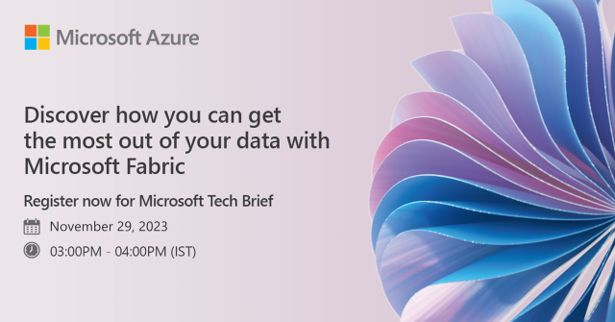 Microsoft Azure
Discover how you can get
the most out of your data with
Microsoft Fabric
Register now for Microsoft Tech Brief
November 29, 2023
03:00PM - 04:00PM (IST)